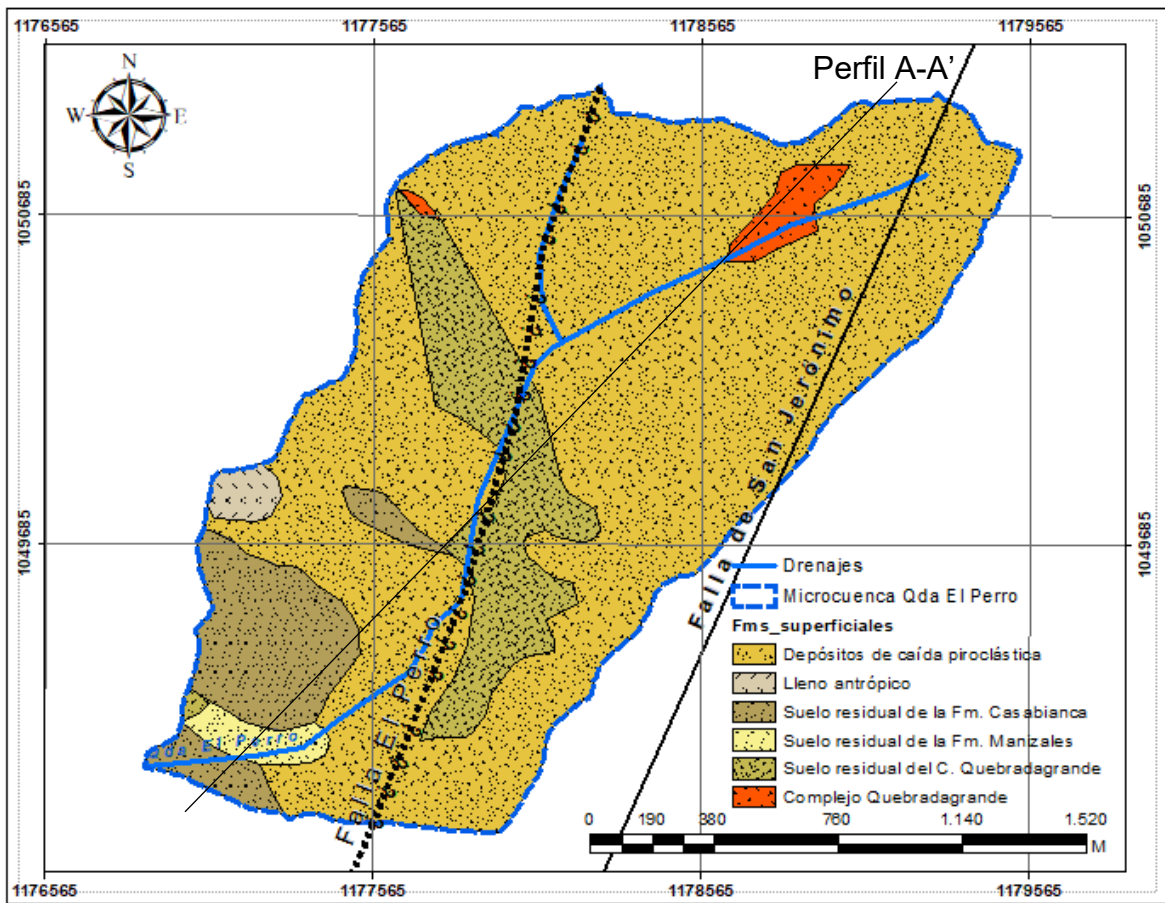 1176565 1177565 1178565 1179565
Perfil A-A'
N
W E
S
1050685 1050685
1049685 1049685
Falla de San Jerónimo
Falla El Perro
Qda El Perro
Drenajes
Microcuenca Qda El Perro
Fms_superficiales
Depósitos de caída piroclástica
Lleno antrópico
Suelo residual de la Fm. Casabianca
Suelo residual de la Fm. Manizales
Suelo residual del C. Quebradagrande
Complejo Quebradagrande
0 190 380 760 1.140 1.520
M
1176565 1177565 1178565 1179565